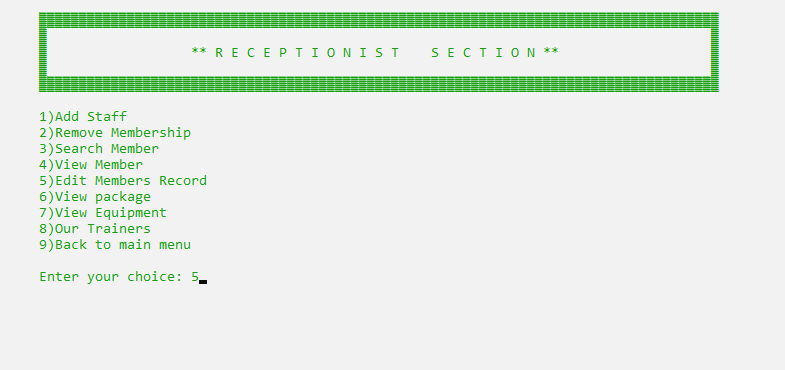 ** R E C E P T I O N I S T    S E C T I O N **
1)Add Staff
2)Remove Membership
3)Search Member
4)View Member
5)Edit Members Record
6)View package
7)View Equipment
8)Our Trainers
9)Back to main menu
Enter your choice: 5